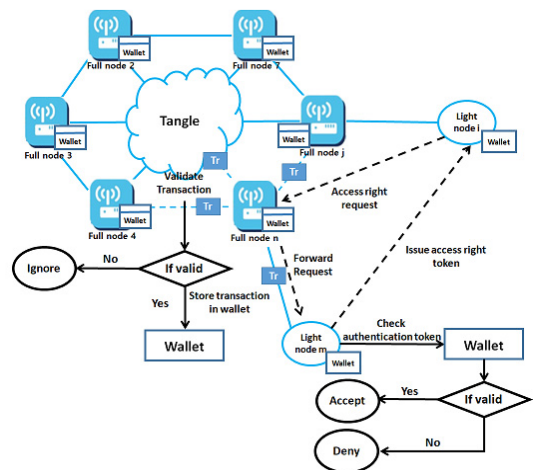 Wallet
Full node 2
Wallet
Full node 7
Tangle
Wallet
Full node 3
Wallet
Full node j
Light
node i
Wallet
Tr
Tr
Validate
Transaction
Wallet
Full node 4
Tr
Wallet
Full node n
Access right
request
Issue access right
token
Ignore
No
If valid
Yes
Store transaction
in wallet
Wallet
Tr
Forward
Request
Light
node m
Wallet
Check
authentication token
Wallet
Accept
Yes
If valid
Deny
No